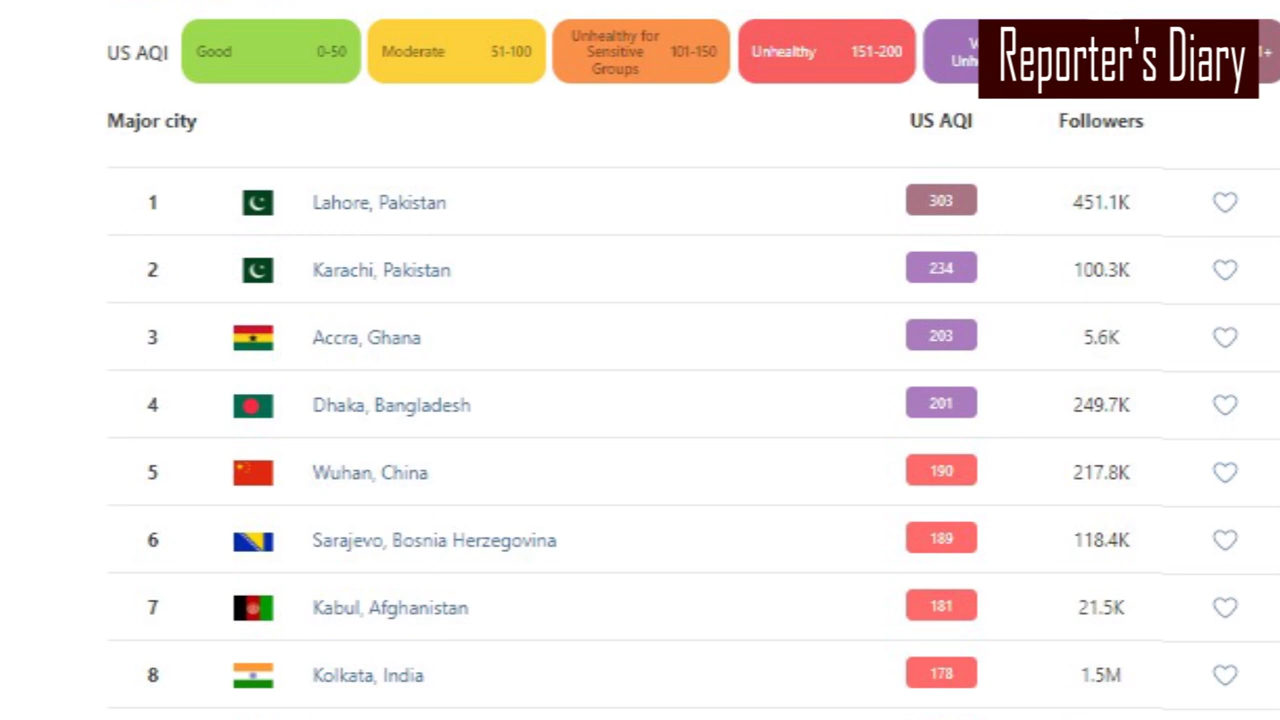 US AQI Good 0-50 Moderate 51-100 Unhealthy for Sensitive Groups 101-150 Unhealthy 151-200
Reporter's Diary
Major city US AQI Followers
1 Lahore, Pakistan 303 451.1K
2 Karachi, Pakistan 234 100.3K
3 Accra, Ghana 203 5.6K
4 Dhaka, Bangladesh 201 249.7K
5 Wuhan, China 190 217.8K
6 Sarajevo, Bosnia Herzegovina 189 118.4K
7 Kabul, Afghanistan 181 21.5K
8 Kolkata, India 178 1.5M